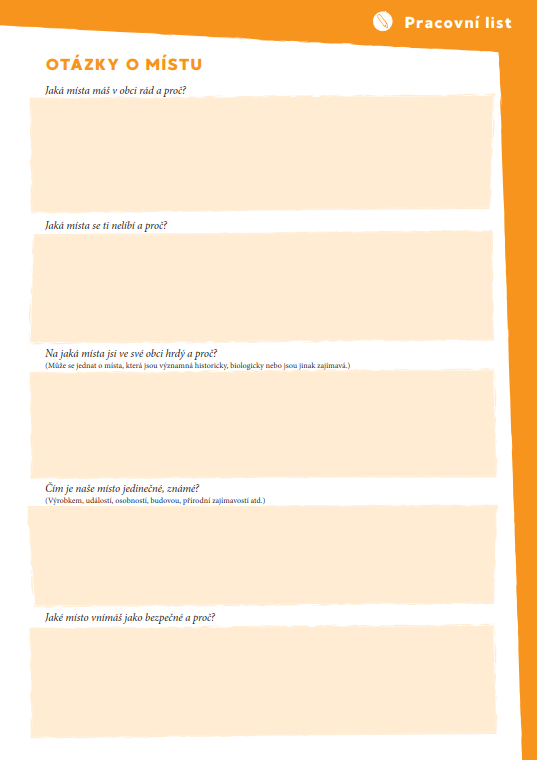 Pracovní list
OTÁZKY O MÍSTU
Jaká místa máš v obci rád a proč?
Jaká místa se ti nelíbí a proč?
Na jaká místa jsi ve své obci hrdý a proč?
(Může se jednat o místa, která jsou významná historicky, biologicky nebo jsou jinak zajímavá.)
Čím je naše místo jedinečné, známé?
(Výrobkem, událostí, osobností, budovou, přírodní zajímavostí atd.)
Jaké místo vnímáš jako bezpečné a proč?